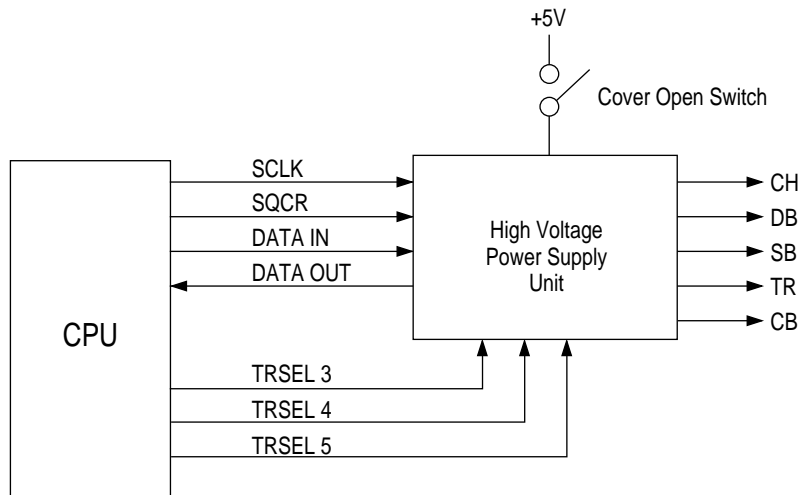 +5V
Cover Open Switch
SCLK
SQCR
DATA IN
DATA OUT
CPU
High Voltage
Power Supply
Unit
CH
DB
SB
TR
CB
TRSEL 3
TRSEL 4
TRSEL 5